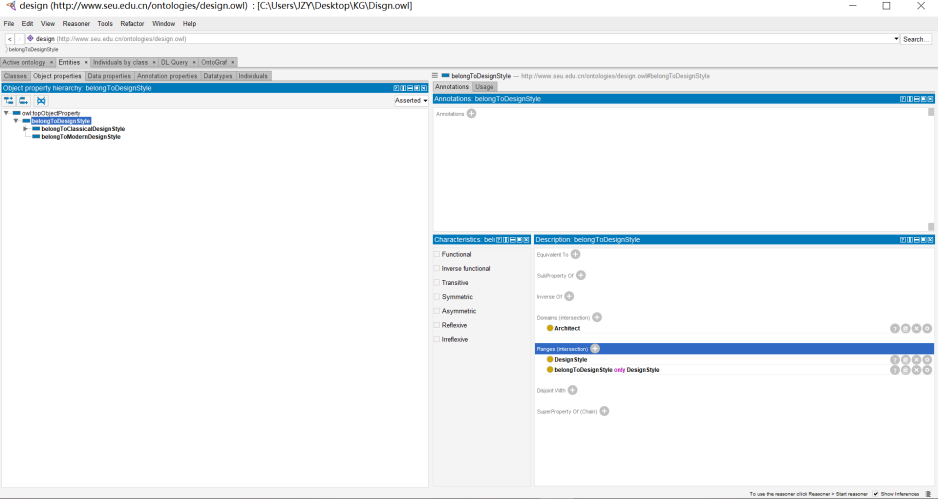 design (http://www.seu.edu.cn/ontologies/design.owl) : [C:\Users\JZY\Desktop\KG\Disgn.owl]
File Edit View Reasoner Tools Refactor Window Help
< > design (http://www.seu.edu.cn/ontologies/design.owl) Search...
belongToDesignStyle
Active ontology × Entities × Individuals by class × DL Query × OntoGraf ×
Classes Object properties Data properties Annotation properties Datatypes Individuals
Object property hierarchy: belongToDesignStyle
Asserted
owl:topObjectProperty
belongToDesignStyle
belongToClassicalDesignStyle
belongToModernDesignStyle
belongToDesignStyle — http://www.seu.edu.cn/ontologies/design.owl#belongToDesignStyle
Annotations Usage
Annotations: belongToDesignStyle
Annotations
Characteristics: bel
Functional
Inverse functional
Transitive
Symmetric
Asymmetric
Reflexive
Irreflexive
Description: belongToDesignStyle
Equivalent To
SubProperty Of
Inverse Of
Domains (intersection)
Architect
Ranges (intersection)
DesignStyle
belongToDesignStyle only DesignStyle
Disjoint With
SuperProperty Of (Chain)
To use the reasoner click Reasoner > Start reasoner Show Inferences